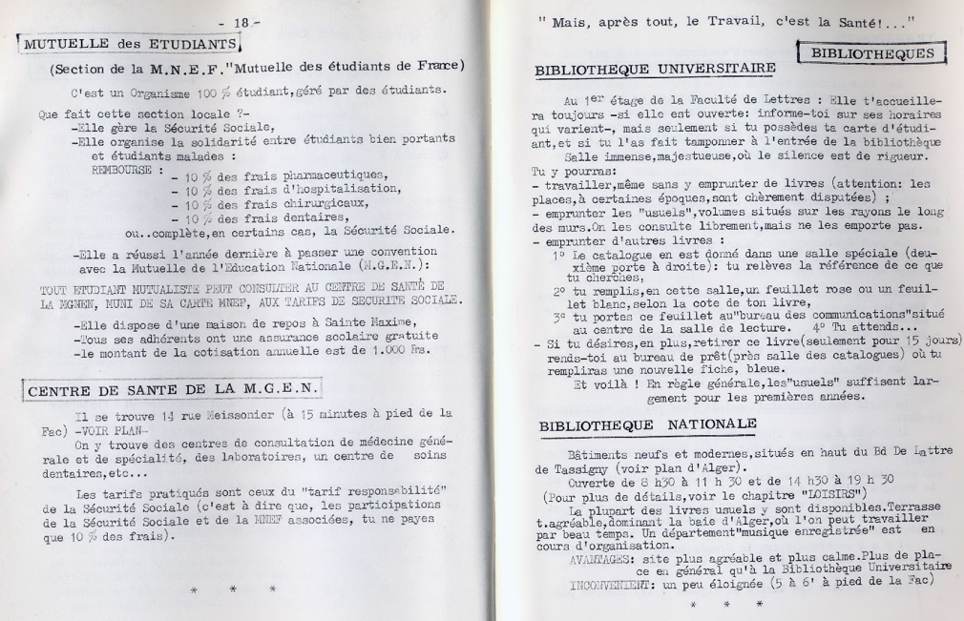 - 18 -
MUTUELLE des ETUDIANTS
(Section de la M.N.E.F."Mutuelle des étudiants de France)
C'est un Organisme 100 % étudiant,géré par des étudiants.
Que fait cette section locale ?-
-Elle gère la Sécurité Sociale,
-Elle organise la solidarité entre étudiants bien portants
et étudiants malades :
REMBOURSE :
- 10 % des frais pharmaceutiques,
- 10 % des frais d'hospitalisation,
- 10 % des frais chirurgicaux,
- 10 % des frais dentaires,
ou..complète,en certains cas, la Sécurité Sociale.
-Elle a réussi l'année dernière à passer une convention
avec la Mutuelle de l'Education Nationale (M.G.E.N.):
TOUT ETUDIANT MUTUALISTE PEUT CONSULTER AU CENTRE DE SANTÉ DE
LA MGNEN, MUNI DE SA CARTE MNEF, AUX TARIFS DE SECURITE SOCIALE.
-Elle dispose d'une maison de repos à Sainte Maxime,
-Tous ses adhérents ont une assurance scolaire gratuite
-le montant de la cotisation annuelle est de 1.000 Frs.
CENTRE DE SANTE DE LA M.G.E.N.
Il se trouve 14 rue Meissonier (à 15 minutes à pied de la
Fac) -VOIR PLAN-
On y trouve des centres de consultation de médecine géné-
rale et de spécialité, des laboratoires, un centre de soins
dentaires,etc...
Les tarifs pratiqués sont ceux du "tarif responsabilité"
de la Sécurité Sociale (c'est à dire que, les participations
de la Sécurité Sociale et de la MNEF associées, tu ne payes
que 10 % des frais).
* * *
" Mais, après tout, le Travail, c'est la Santé!..."
BIBLIOTHEQUES
BIBLIOTHEQUE UNIVERSITAIRE
Au 1er étage de la Faculté de Lettres : Elle t'accueille-
ra toujours -si elle est ouverte: informe-toi sur ses horaires
qui varient-, mais seulement si tu possèdes ta carte d'étudi-
ant,et si tu l'as fait tamponner à l'entrée de la bibliothèque
Salle immense,majestueuse,où le silence est de rigueur.
Tu y pourras:
- travailler,même sans y emprunter de livres (attention: les
places,à certaines époques,sont chèrement disputées) ;
- emprunter les "usuels",volumes situés sur les rayons le long
des murs.On les consulte librement,mais ne les emporte pas.
- emprunter d'autres livres :
1° Le catalogue en est donné dans une salle spéciale (deu-
xième porte à droite): tu relèves la référence de ce que
tu cherches,
2° tu remplis,en cette salle,un feuillet rose ou un feuil-
let blanc,selon la cote de ton livre,
3° tu portes ce feuillet au"bureau des communications"situé
au centre de la salle de lecture. 4° Tu attends...
- Si tu désires,en plus,retirer ce livre(seulement pour 15 jours)
rends-toi au bureau de prêt(près salle des catalogues) où tu
rempliras une nouvelle fiche, bleue.
Et voilà ! En règle générale,les"usuels" suffisent lar-
gement pour les premières années.
BIBLIOTHEQUE NATIONALE
Bâtiments neufs et modernes,situés en haut du Bd De Lattre
de Tassigny (voir plan d'Alger).
Ouverte de 8 h30 à 11 h 30 et de 14 h30 à 19 h 30
(Pour plus de détails,voir le chapitre "LOISIRS")
La plupart des livres usuels y sont disponibles.Terrasse
t.agréable,dominant la baie d'Alger,où l'on peut travailler
par beau temps. Un département"musique enregistrée" est en
cours d'organisation.
AVANTAGES: site plus agréable et plus calme.Plus de pla-
ce en général qu'à la Bibliothèque Universitaire
INCONVENIENT: un peu éloignée (5 à 6' à pied de la Fac)
* * *